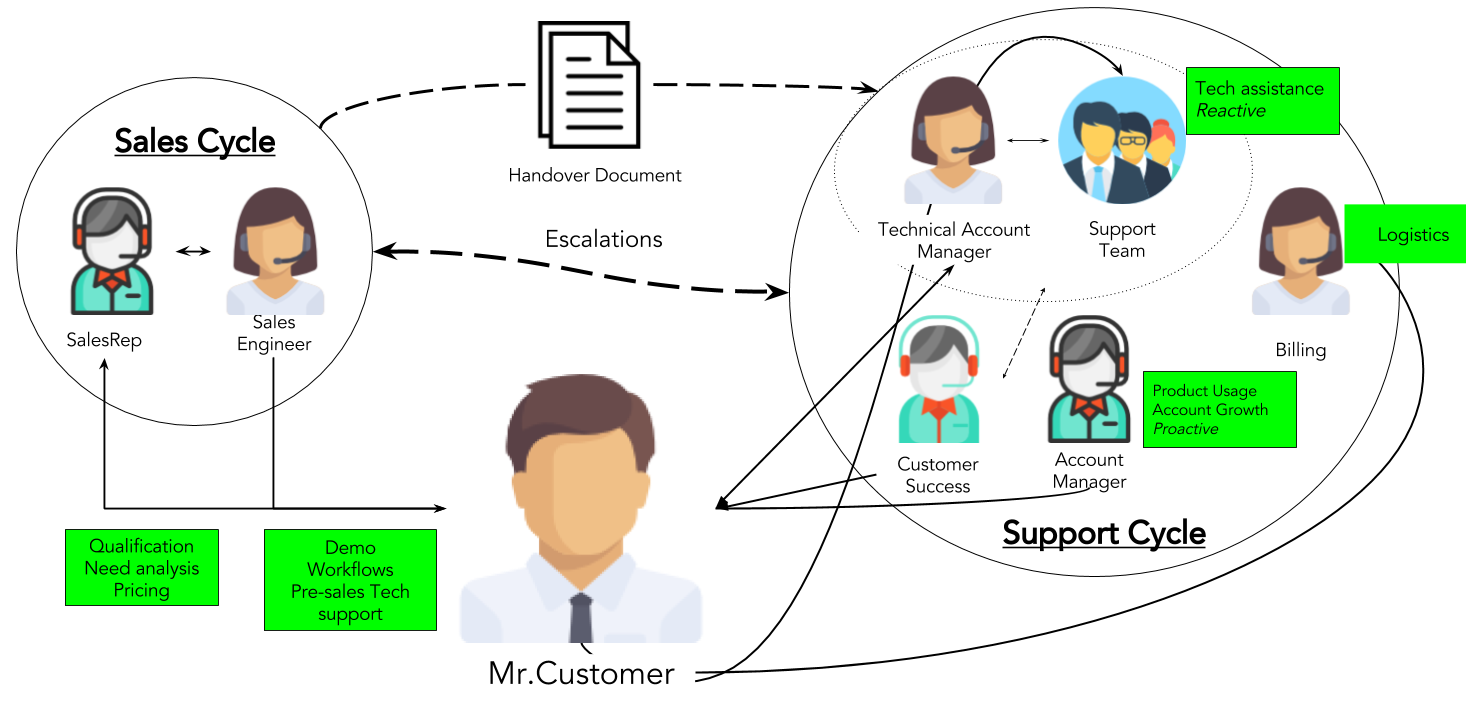 Sales Cycle
SalesRep
Sales
Engineer
Handover Document
Escalations
Tech assistance
Reactive
Technical Account
Manager
Support
Team
Logistics
Billing
Product Usage
Account Growth
Proactive
Customer
Success
Account
Manager
Support Cycle
Qualification
Need analysis
Pricing
Demo
Workflows
Pre-sales Tech
support
Mr.Customer